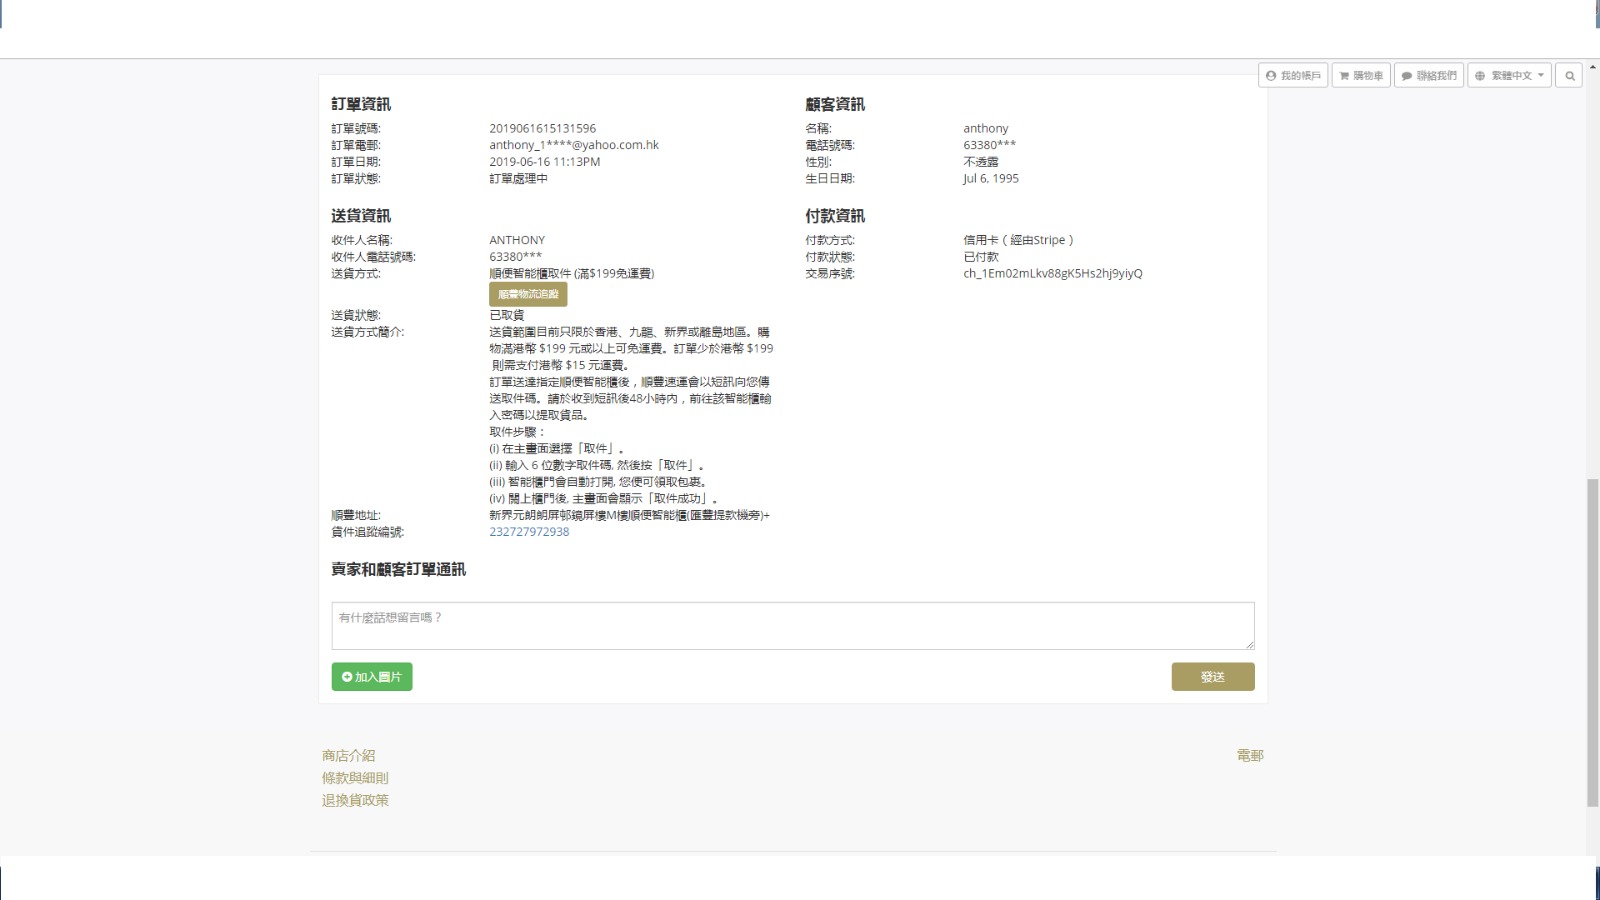 我的帳戶
購物車
聯絡我們
繁體中文
訂單資訊
訂單號碼: 2019061615131596
訂單電郵: anthony_1****@yahoo.com.hk
訂單日期: 2019-06-16 11:13PM
訂單狀態: 訂單處理中
顧客資訊
名稱: anthony
電話號碼: 63380***
性別: 不透露
生日日期: Jul 6, 1995
送貨資訊
收件人名稱: ANTHONY
收件人電話號碼: 63380***
送貨方式: 順便智能櫃取件 (滿$199免運費)
順豐物流追蹤
送貨狀態: 已取貨
送貨方式簡介: 送貨範圍目前只限於香港、九龍、新界或離島地區。購
物滿港幣 $199 元或以上可免運費。訂單少於港幣 $199
則需支付港幣 $15 元運費。
訂單送達指定順便智能櫃後，順豐速運會以短訊向您傳
送取件碼。請於收到短訊後48小時內，前往該智能櫃輸
入密碼以提取貨品。
取件步驟：
(i) 在主畫面選擇「取件」。
(ii) 輸入 6 位數字取件碼, 然後按「取件」。
(iii) 智能櫃門會自動打開, 您便可領取包裹。
(iv) 關上櫃門後, 主畫面會顯示「取件成功」。
順豐地址: 新界元朗朗屏邨鏡屏樓M樓順便智能櫃(匯豐提款機旁)+
貨件追蹤編號: 232727972938
付款資訊
付款方式: 信用卡（經由Stripe）
付款狀態: 已付款
交易序號: ch_1Em02mLkv88gK5Hs2hj9yiyQ
賣家和顧客訂單通訊
有什麼話想留言嗎？
加入圖片
發送
商店介紹
條款與細則
退換貨政策
電郵